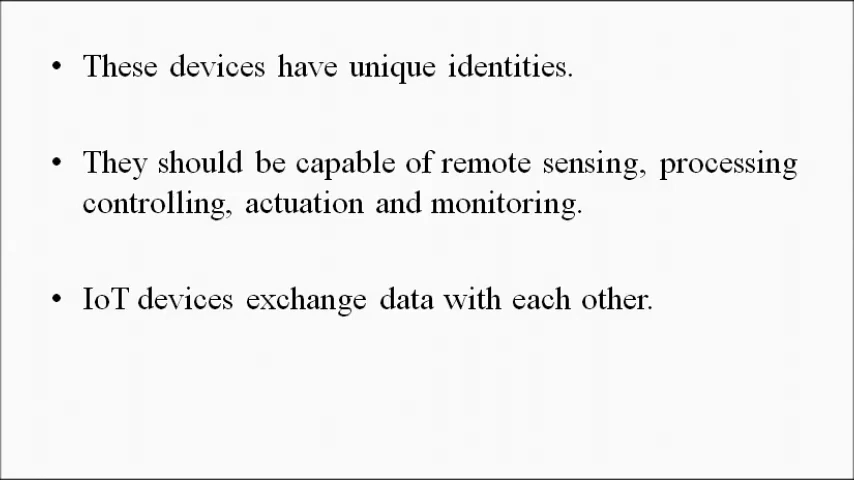 • These devices have unique identities.
• They should be capable of remote sensing, processing
controlling, actuation and monitoring.
• IoT devices exchange data with each other.